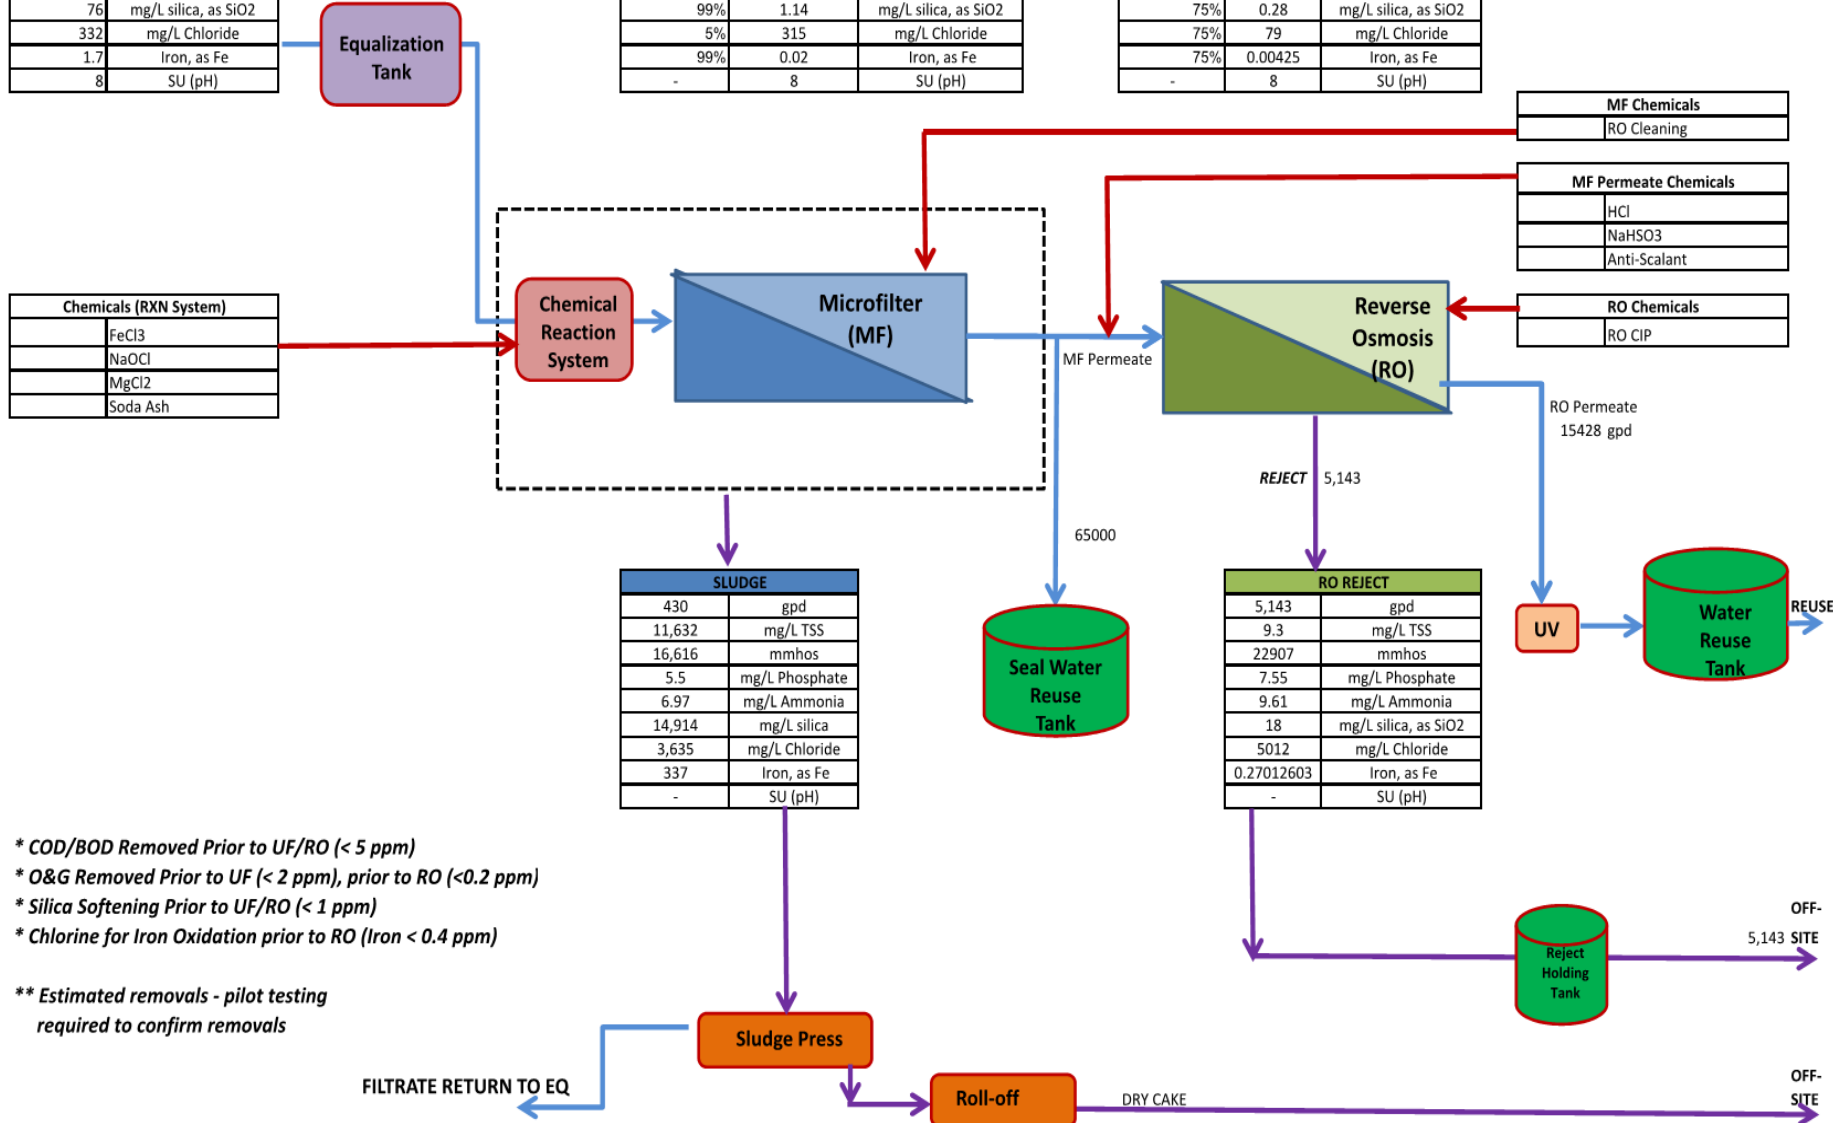 76 mg/L silica, as SiO2
332 mg/L Chloride
1.7 Iron, as Fe
8 SU (pH)
Equalization
Tank
99% 1.14 mg/L silica, as SiO2
5% 315 mg/L Chloride
99% 0.02 Iron, as Fe
- 8 SU (pH)
75% 0.28 mg/L silica, as SiO2
75% 79 mg/L Chloride
75% 0.00425 Iron, as Fe
- 8 SU (pH)
MF Chemicals
RO Cleaning
MF Permeate Chemicals
HCl
NaHSO3
Anti-Scalant
RO Chemicals
RO CIP
Chemicals (RXN System)
FeCl3
NaOCl
MgCl2
Soda Ash
Chemical
Reaction
System
Microfilter
(MF)
MF Permeate
Reverse
Osmosis
(RO)
RO Permeate
15428 gpd
REJECT 5,143
65000
SLUDGE
430 gpd
11,632 mg/L TSS
16,616 mmhos
5.5 mg/L Phosphate
6.97 mg/L Ammonia
14,914 mg/L silica
3,635 mg/L Chloride
337 Iron, as Fe
- SU (pH)
Seal Water
Reuse
Tank
RO REJECT
5,143 gpd
9.3 mg/L TSS
22907 mmhos
7.55 mg/L Phosphate
9.61 mg/L Ammonia
18 mg/L silica, as SiO2
5012 mg/L Chloride
0.27012603 Iron, as Fe
- SU (pH)
UV
Water
Reuse
Tank
REUSE
* COD/BOD Removed Prior to UF/RO (< 5 ppm)
* O&G Removed Prior to UF (< 2 ppm), prior to RO (<0.2 ppm)
* Silica Softening Prior to UF/RO (< 1 ppm)
* Chlorine for Iron Oxidation prior to RO (Iron < 0.4 ppm)
** Estimated removals - pilot testing
required to confirm removals
Reject
Holding
Tank
OFF-
5,143 SITE
Sludge Press
FILTRATE RETURN TO EQ
Roll-off
DRY CAKE
OFF-
SITE